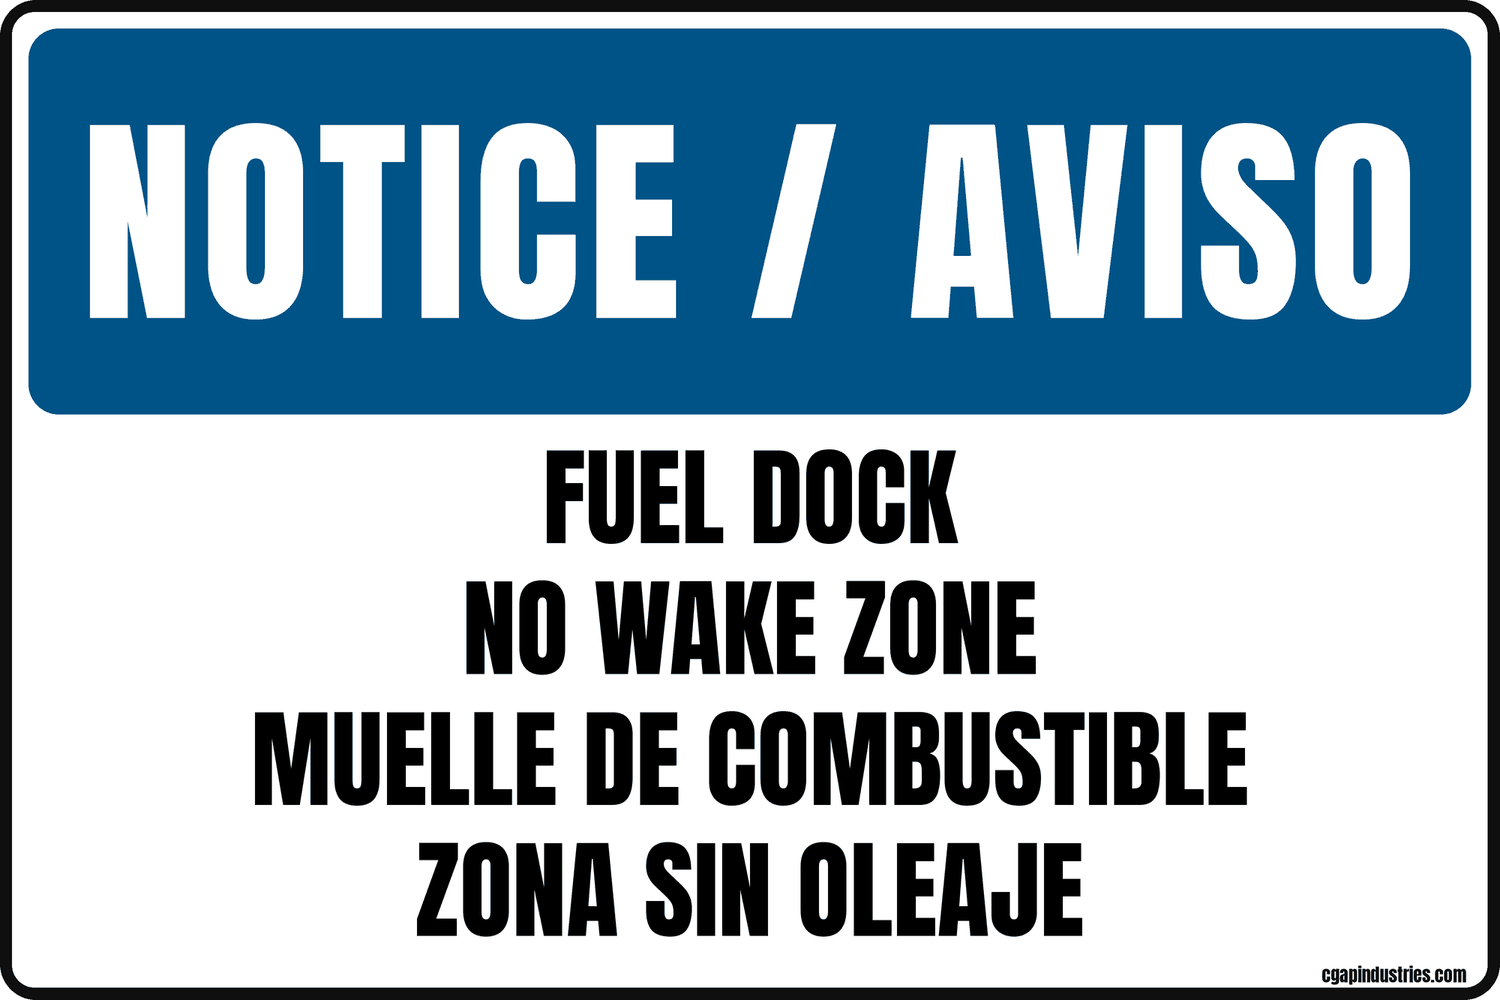 NOTICE / AVISO
FUEL DOCK
NO WAKE ZONE
MUELLE DE COMBUSTIBLE
ZONA SIN OLEAJE
cgapindustries.com